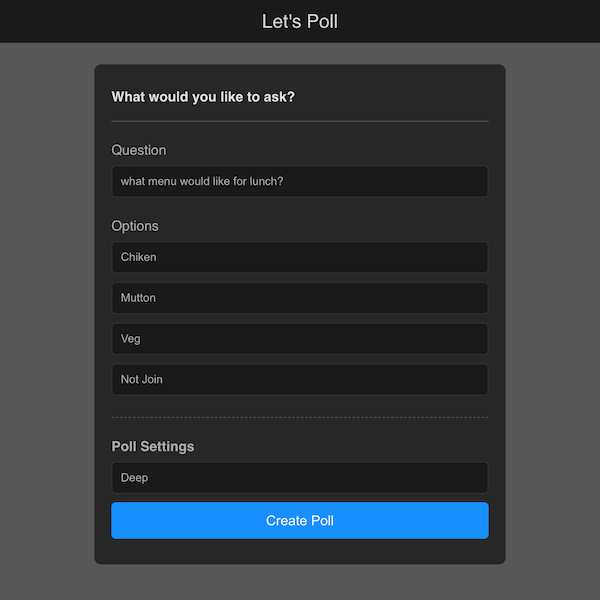 Let's Poll
What would you like to ask?
Question
what menu would like for lunch?
Options
Chiken
Mutton
Veg
Not Join
Poll Settings
Deep
Create Poll